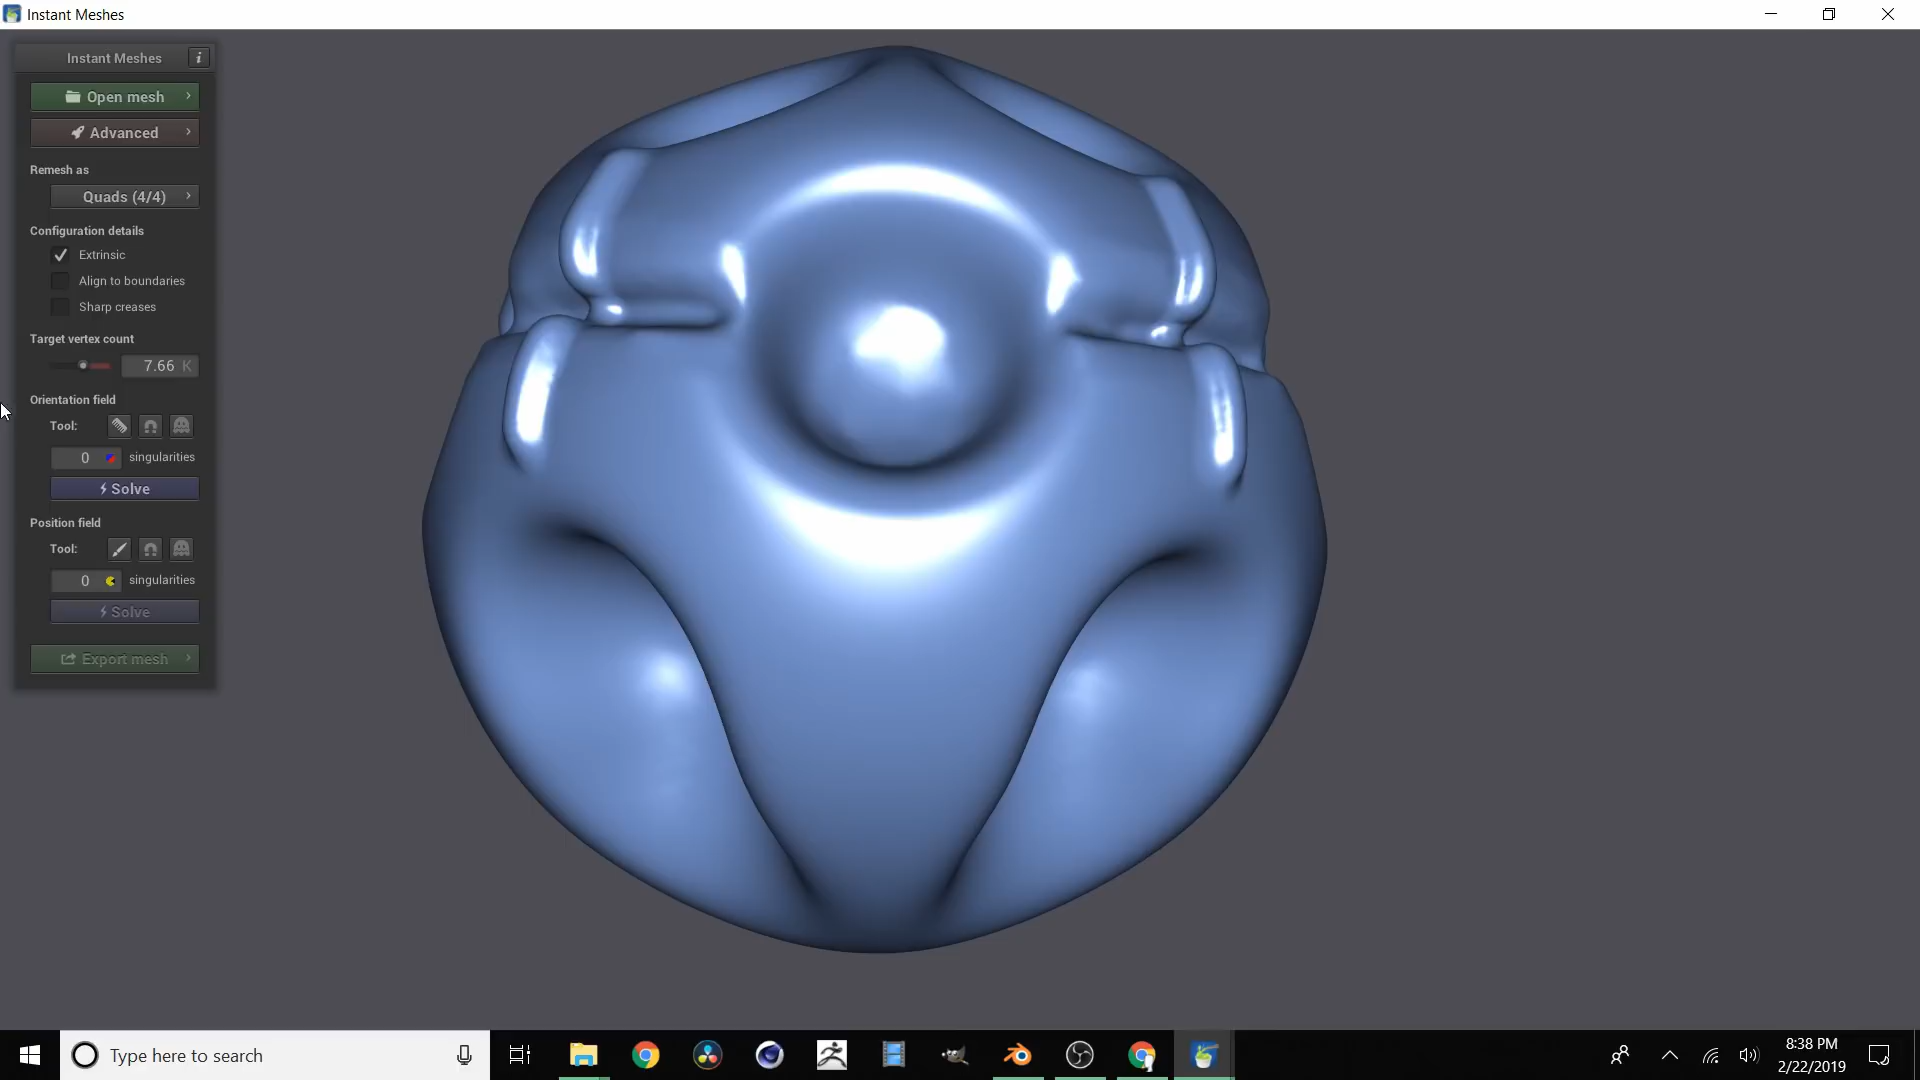 Instant Meshes
Instant Meshes
i
Open mesh
Advanced
Remesh as
Quads (4/4)
Configuration details
Extrinsic
Align to boundaries
Sharp creases
Target vertex count
7.66 K
Orientation field
Tool:
0 singularities
Solve
Position field
Tool:
0 singularities
Solve
Export mesh
Type here to search
8:38 PM
2/22/2019